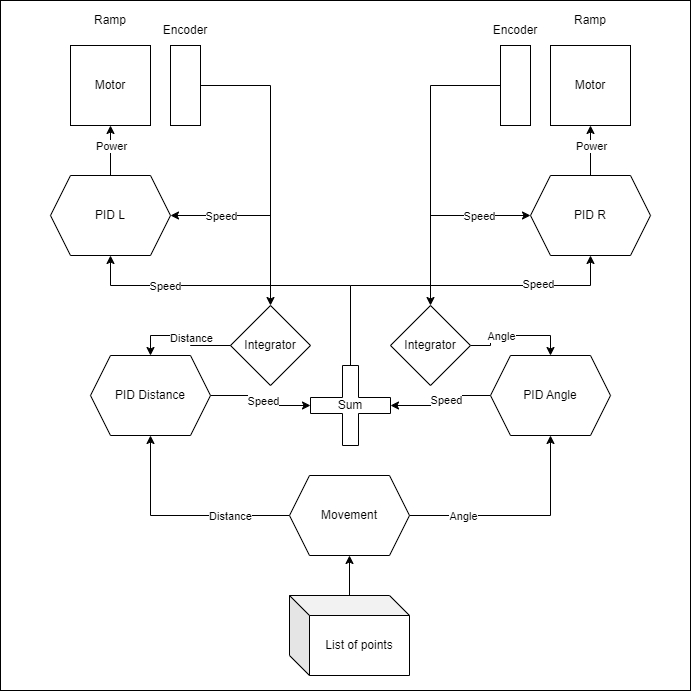 Ramp
Encoder
Encoder
Ramp
Motor
Motor
Power
Power
PID L
Speed
Speed
PID R
Speed
Speed
Distance
Integrator
Integrator
Angle
PID Distance
Speed
Sum
Speed
PID Angle
Distance
Movement
Angle
List of points